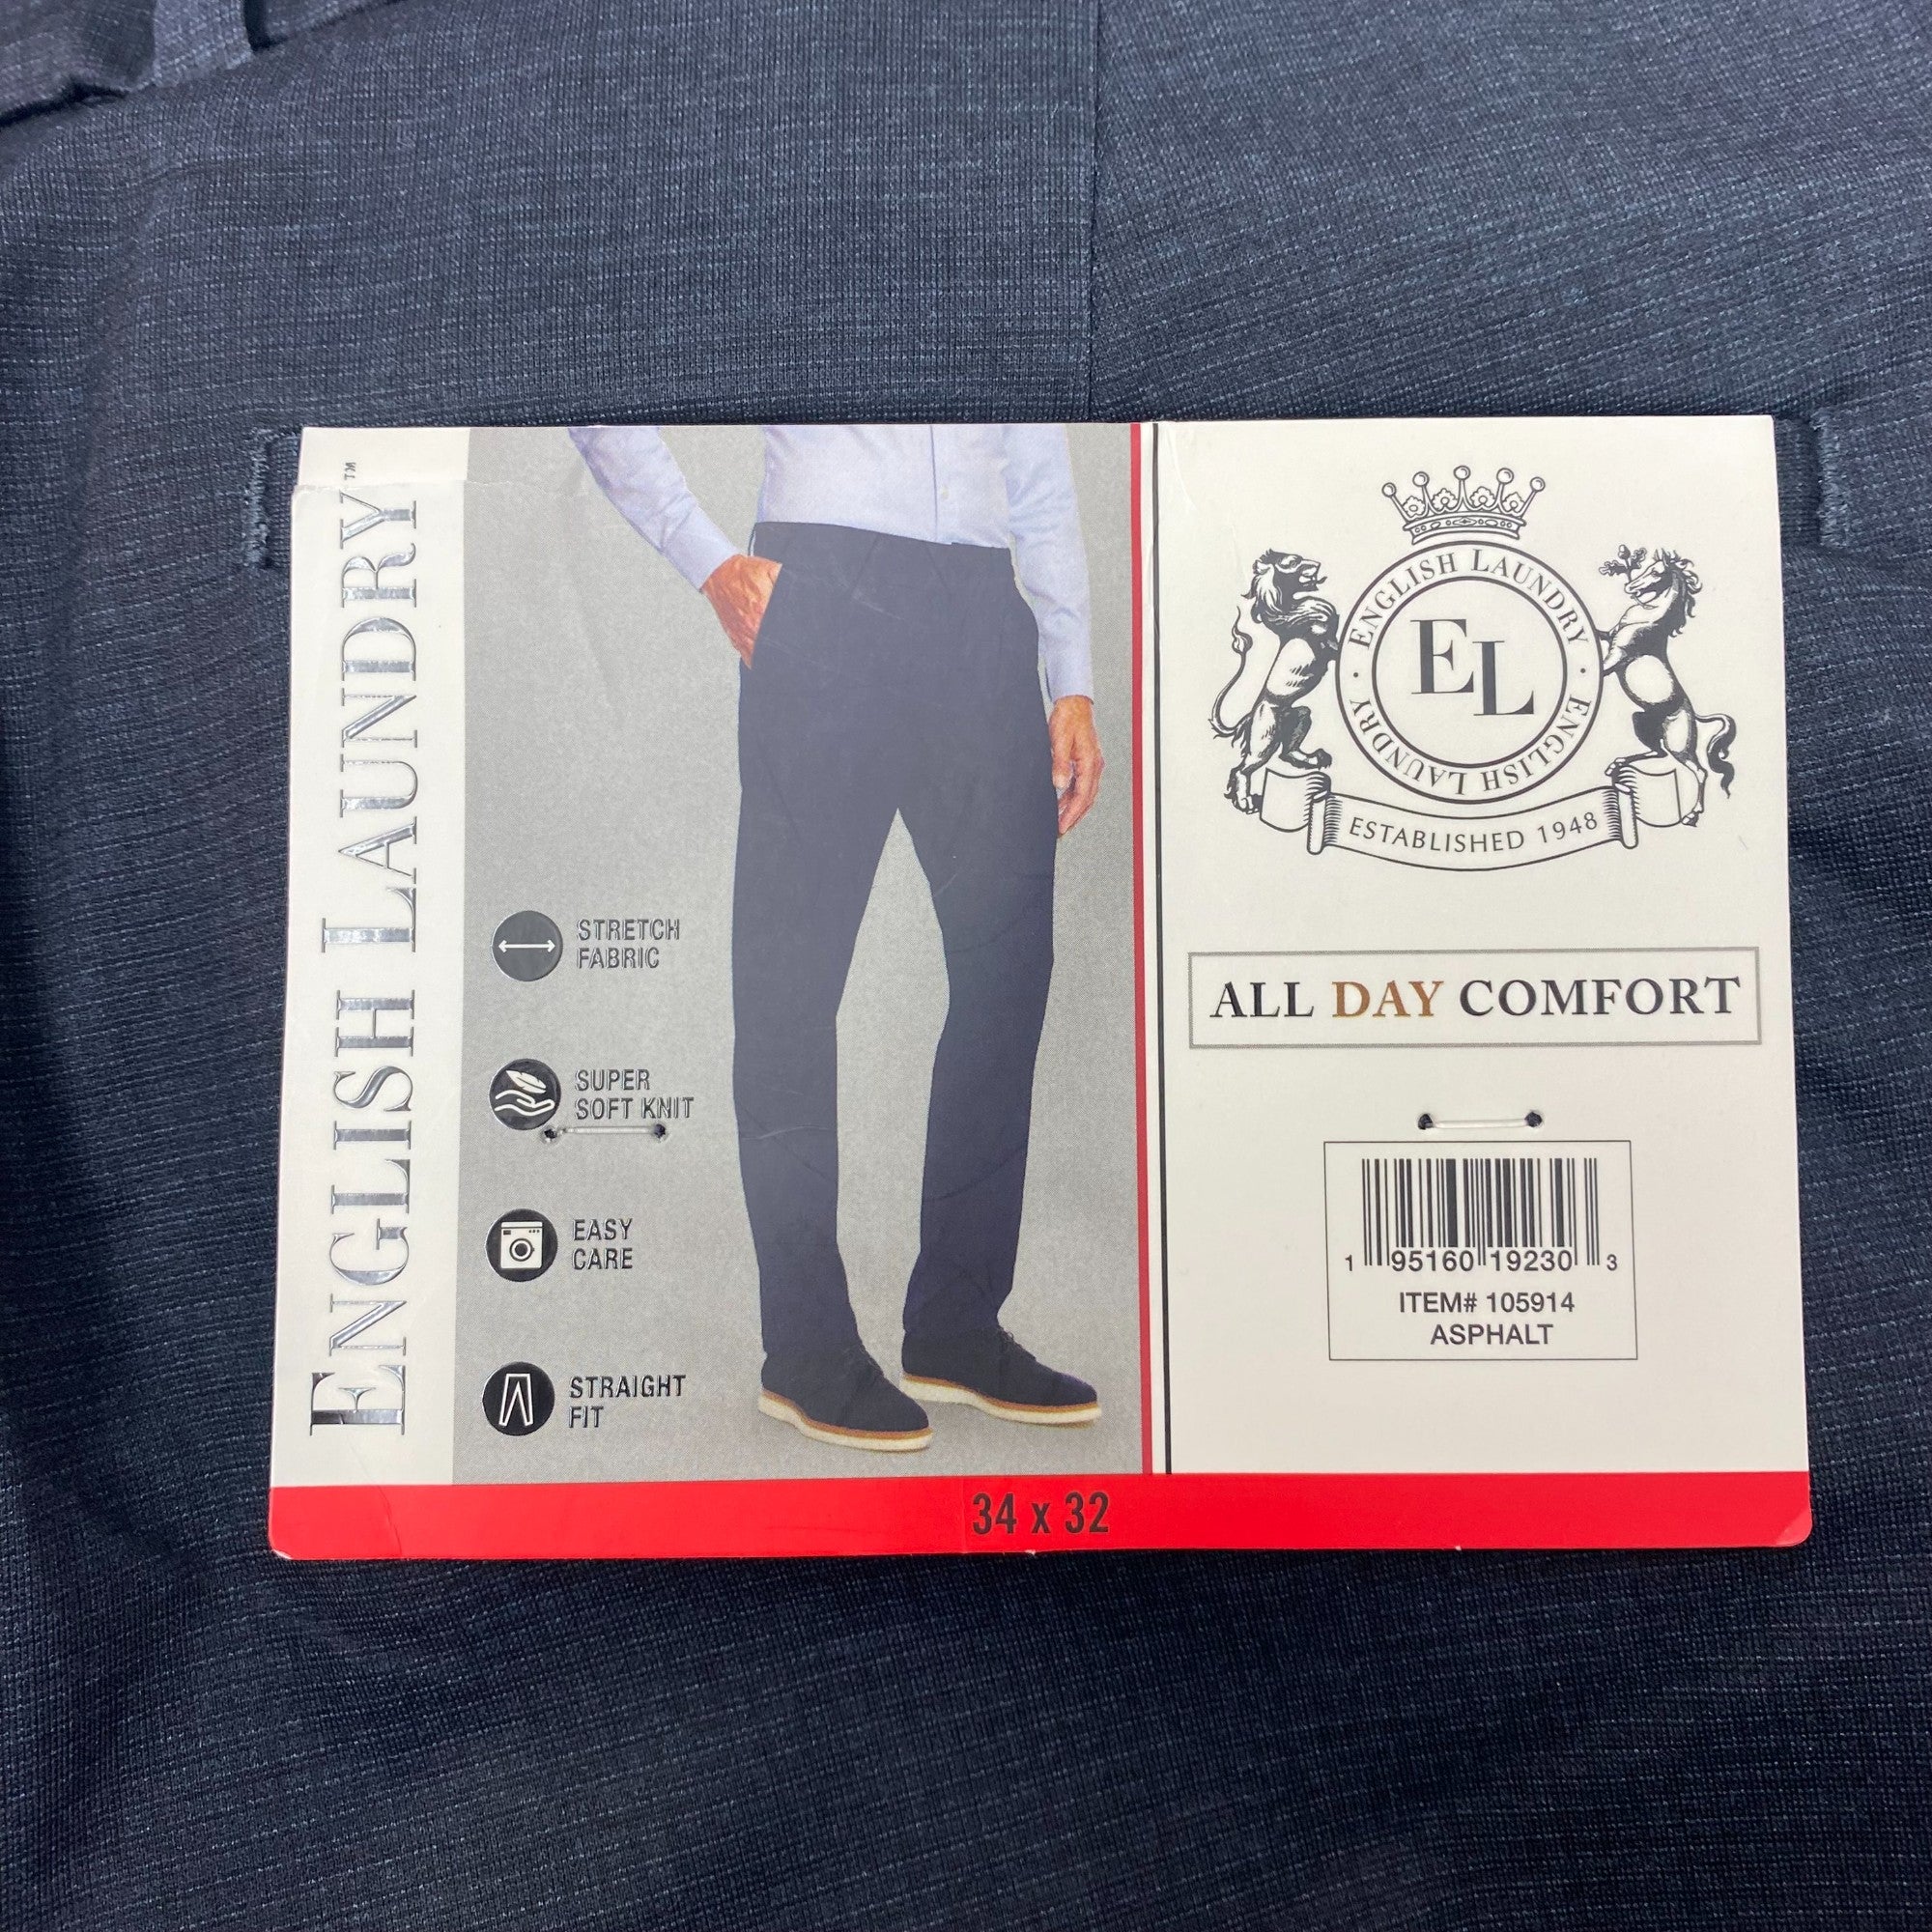 ENGLISH LAUNDRY™
STRETCH
FABRIC
SUPER
SOFT KNIT
EASY
CARE
STRAIGHT
FIT
ENGLISH LAUNDRY · ENGLISH LAUNDRY ·
EL
ESTABLISHED 1948
ALL DAY COMFORT
1 95160 19230 3
ITEM# 105914
ASPHALT
34 x 32